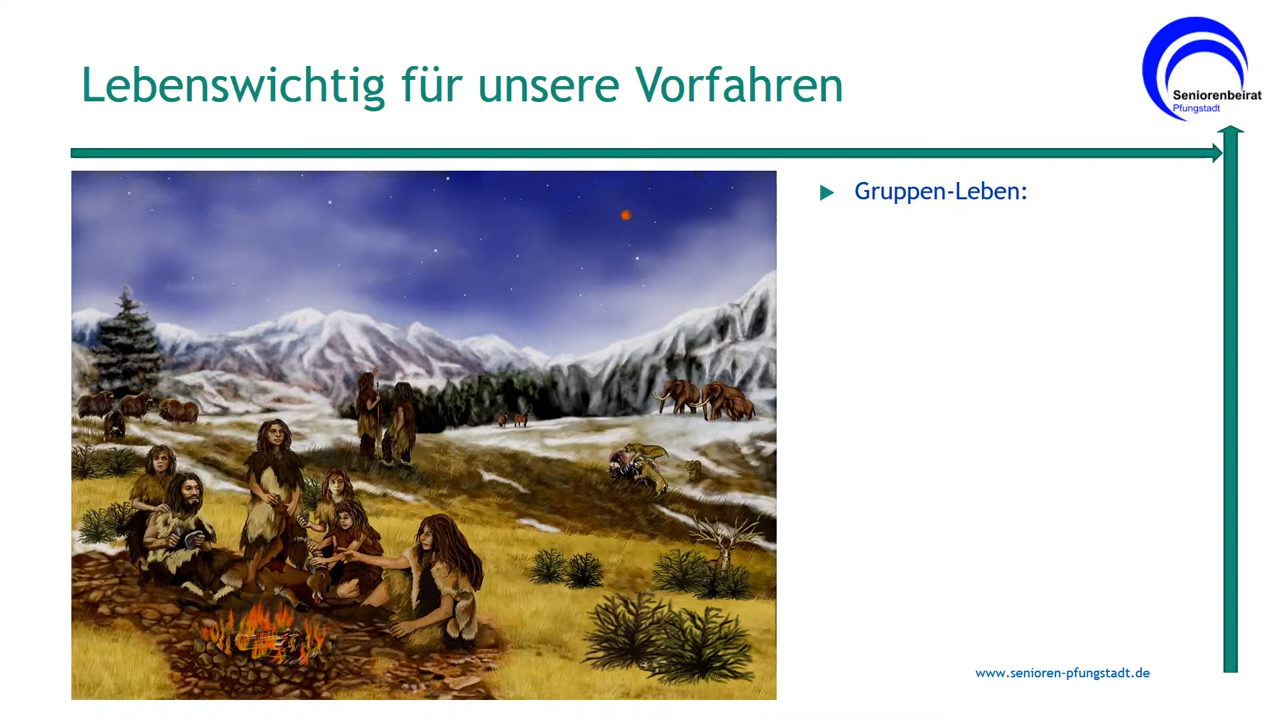 Lebenswichtig für unsere Vorfahren
Seniorenbeirat
Pfungstadt
Gruppen-Leben:
www.senioren-pfungstadt.de